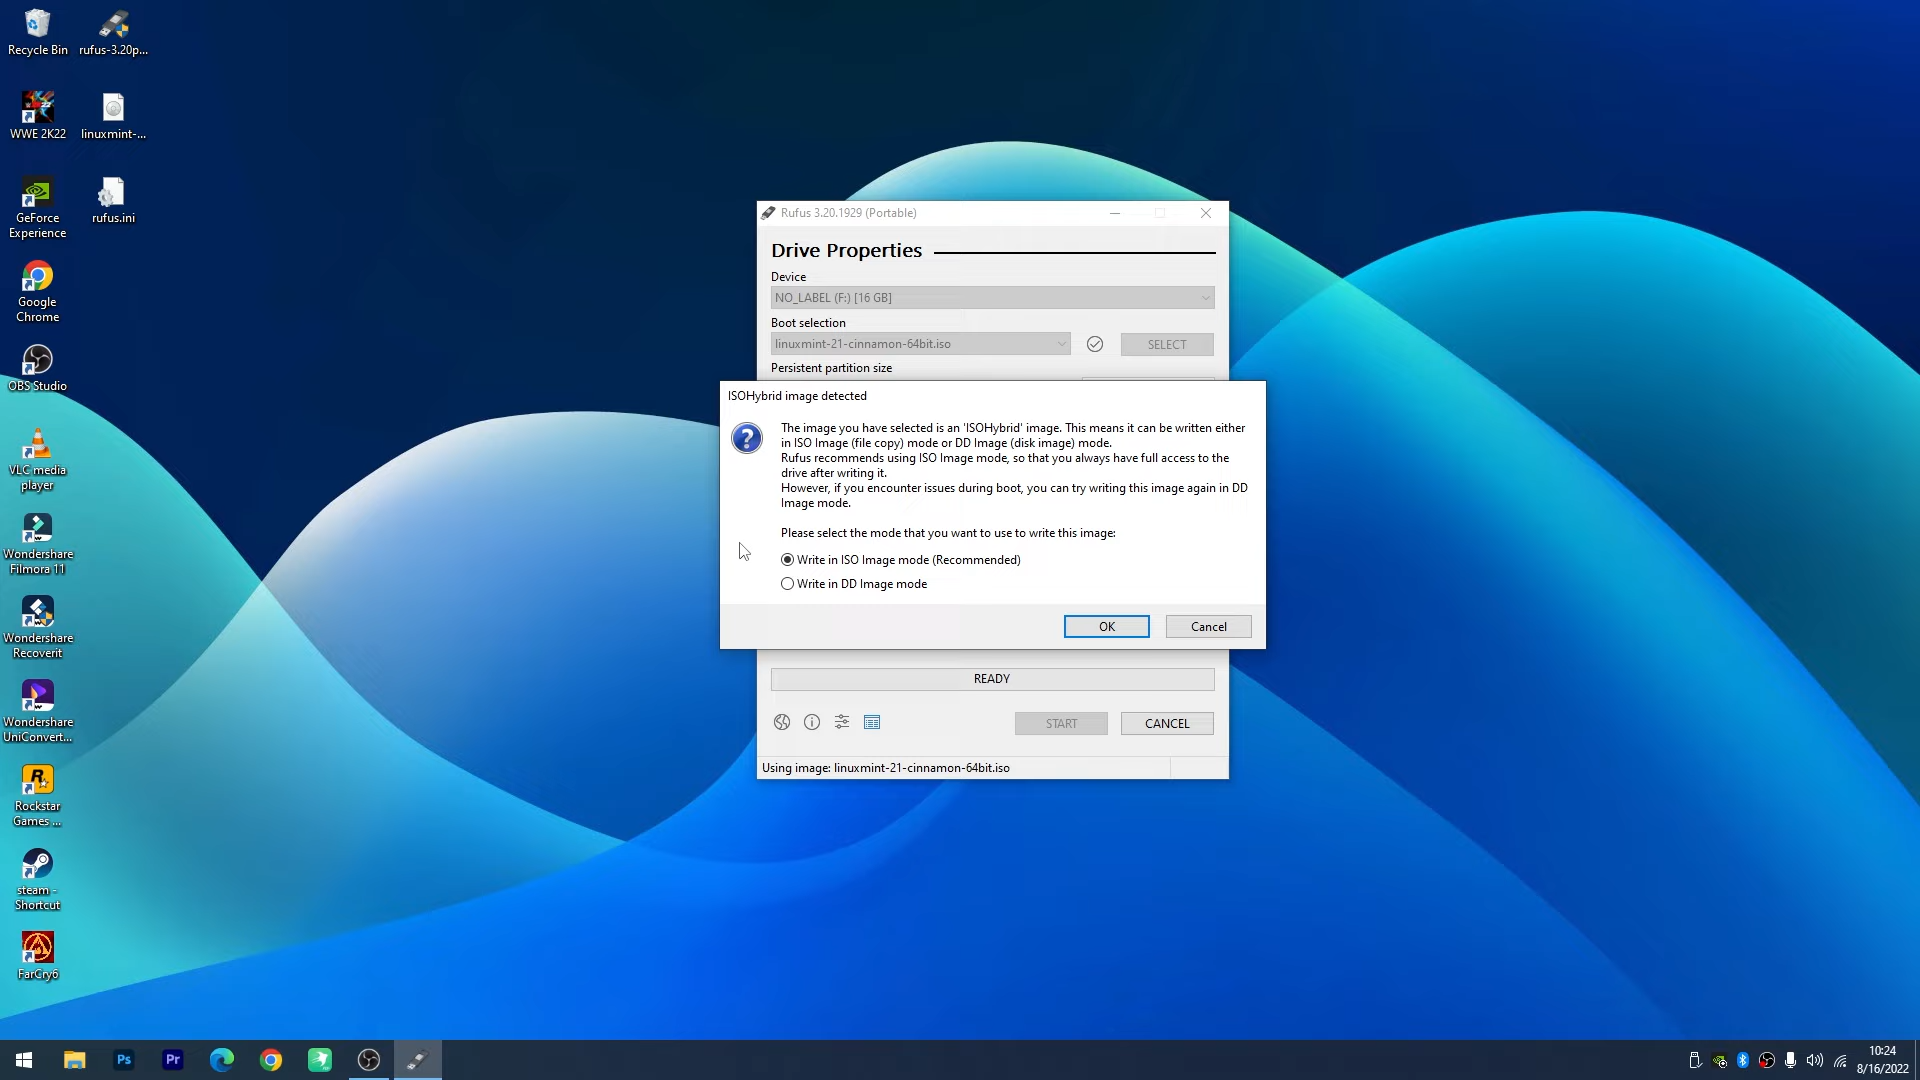 Recycle Bin
rufus-3.20p...
WWE 2K22
linuxmint-...
GeForce
Experience
rufus.ini
Google
Chrome
OBS Studio
VLC media
player
Wondershare
Filmora 11
Wondershare
Recoverit
Wondershare
UniConvert...
Rockstar
Games ...
steam -
Shortcut
FarCry6
Rufus 3.20.1929 (Portable)
Drive Properties
Device
NO_LABEL (F:) [16 GB]
Boot selection
linuxmint-21-cinnamon-64bit.iso
SELECT
Persistent partition size
ISOHybrid image detected
The image you have selected is an 'ISOHybrid' image. This means it can be written either
in ISO Image (file copy) mode or DD Image (disk image) mode.
Rufus recommends using ISO Image mode, so that you always have full access to the
drive after writing it.
However, if you encounter issues during boot, you can try writing this image again in DD
Image mode.
Please select the mode that you want to use to write this image:
Write in ISO Image mode (Recommended)
Write in DD Image mode
OK
Cancel
READY
START
CANCEL
Using image: linuxmint-21-cinnamon-64bit.iso
Ps
Pr
10:24
8/16/2022